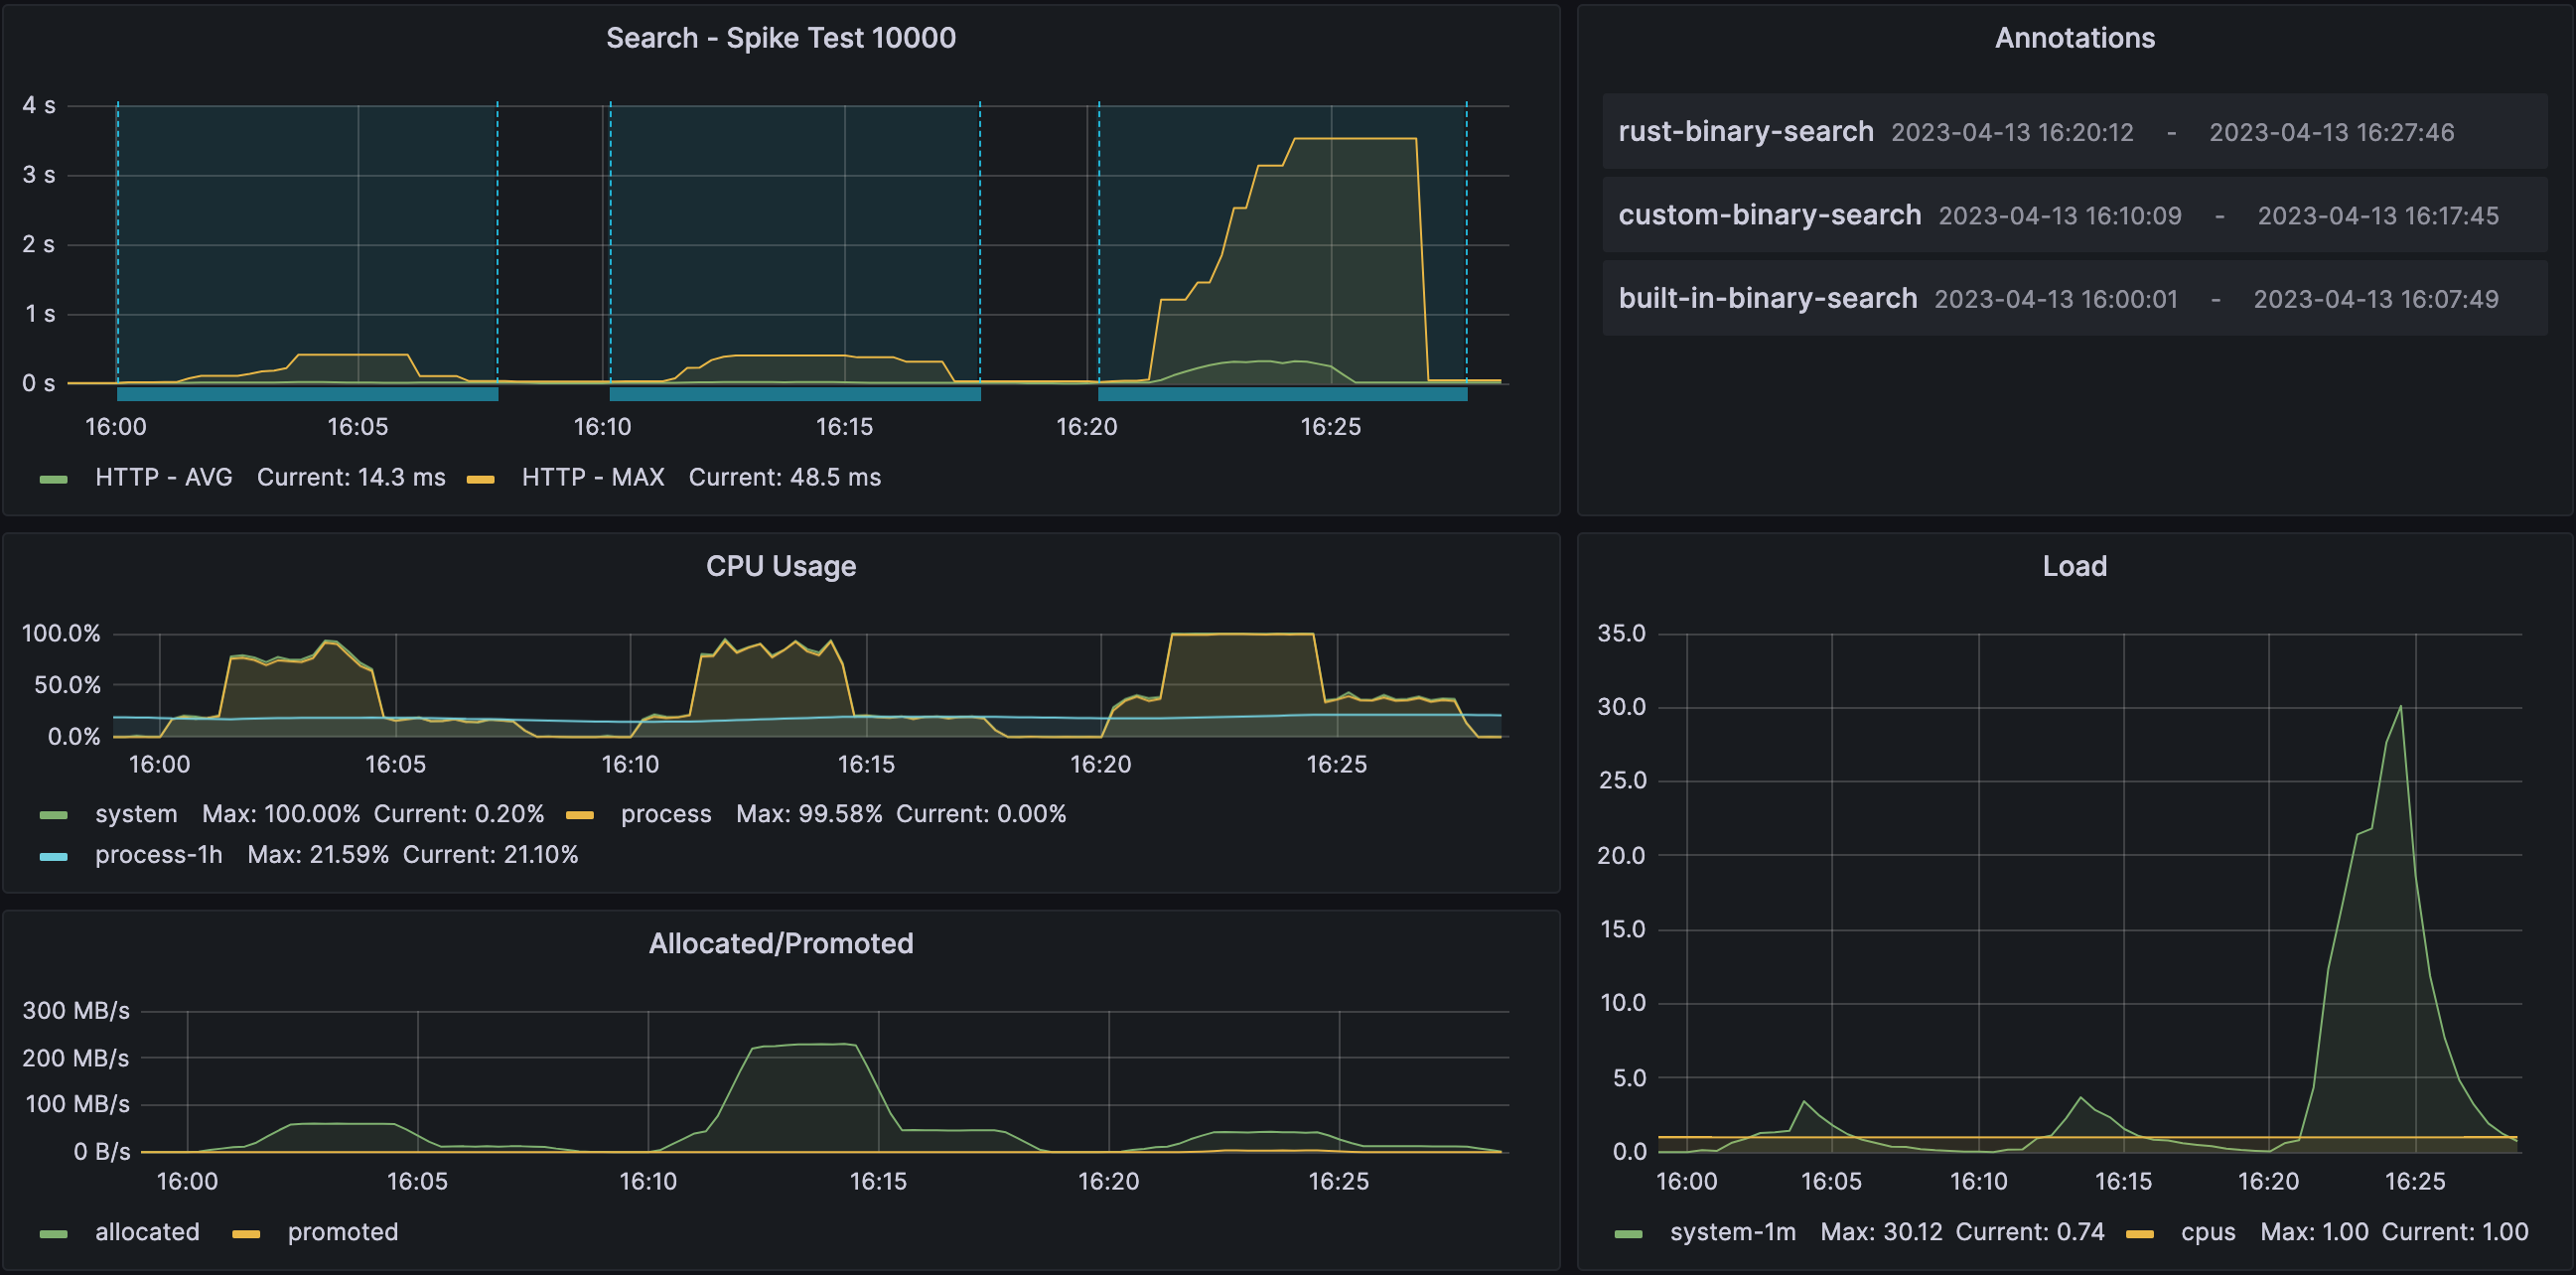 Search - Spike Test 10000
4 s
3 s
2 s
1 s
0 s
16:00 16:05 16:10 16:15 16:20 16:25
HTTP - AVG Current: 14.3 ms HTTP - MAX Current: 48.5 ms
Annotations
rust-binary-search 2023-04-13 16:20:12 - 2023-04-13 16:27:46
custom-binary-search 2023-04-13 16:10:09 - 2023-04-13 16:17:45
built-in-binary-search 2023-04-13 16:00:01 - 2023-04-13 16:07:49
CPU Usage
100.0%
50.0%
0.0%
16:00 16:05 16:10 16:15 16:20 16:25
system Max: 100.00% Current: 0.20% process Max: 99.58% Current: 0.00%
process-1h Max: 21.59% Current: 21.10%
Load
35.0
30.0
25.0
20.0
15.0
10.0
5.0
0.0
16:00 16:05 16:10 16:15 16:20 16:25
system-1m Max: 30.12 Current: 0.74 cpus Max: 1.00 Current: 1.00
Allocated/Promoted
300 MB/s
200 MB/s
100 MB/s
0 B/s
16:00 16:05 16:10 16:15 16:20 16:25
allocated promoted